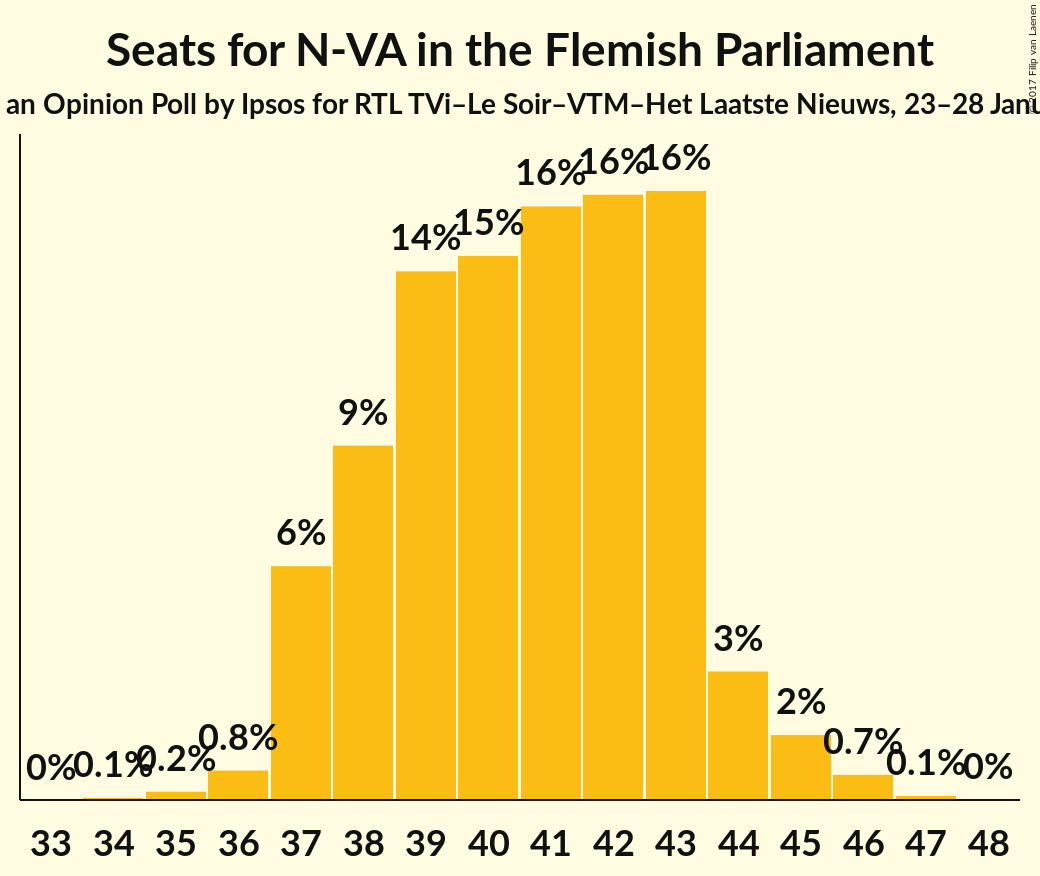 Seats for N-VA in the Flemish Parliament
an Opinion Poll by Ipsos for RTL TVi–Le Soir–VTM–Het Laatste Nieuws, 23–28
© 2017 Filip van Laenen
0% 0.1% 0.2% 0.8% 6% 9% 14% 15% 16% 16% 16% 3% 2% 0.7% 0.1% 0%
33 34 35 36 37 38 39 40 41 42 43 44 45 46 47 48